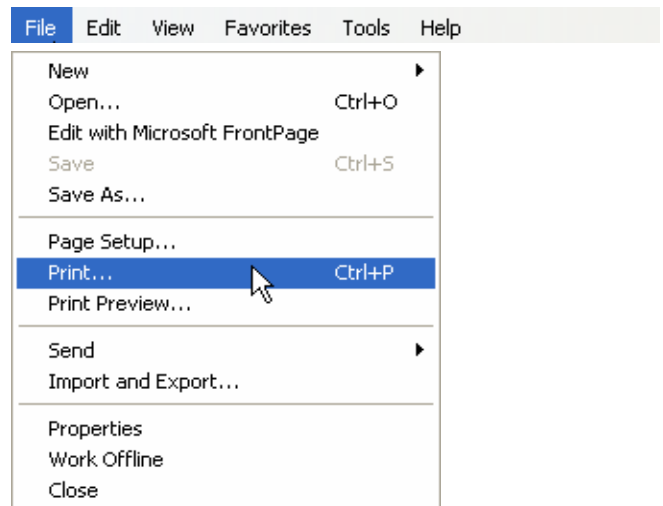 File Edit View Favorites Tools Help
New
Open... Ctrl+O
Edit with Microsoft FrontPage
Save Ctrl+S
Save As...
Page Setup...
Print... Ctrl+P
Print Preview...
Send
Import and Export...
Properties
Work Offline
Close